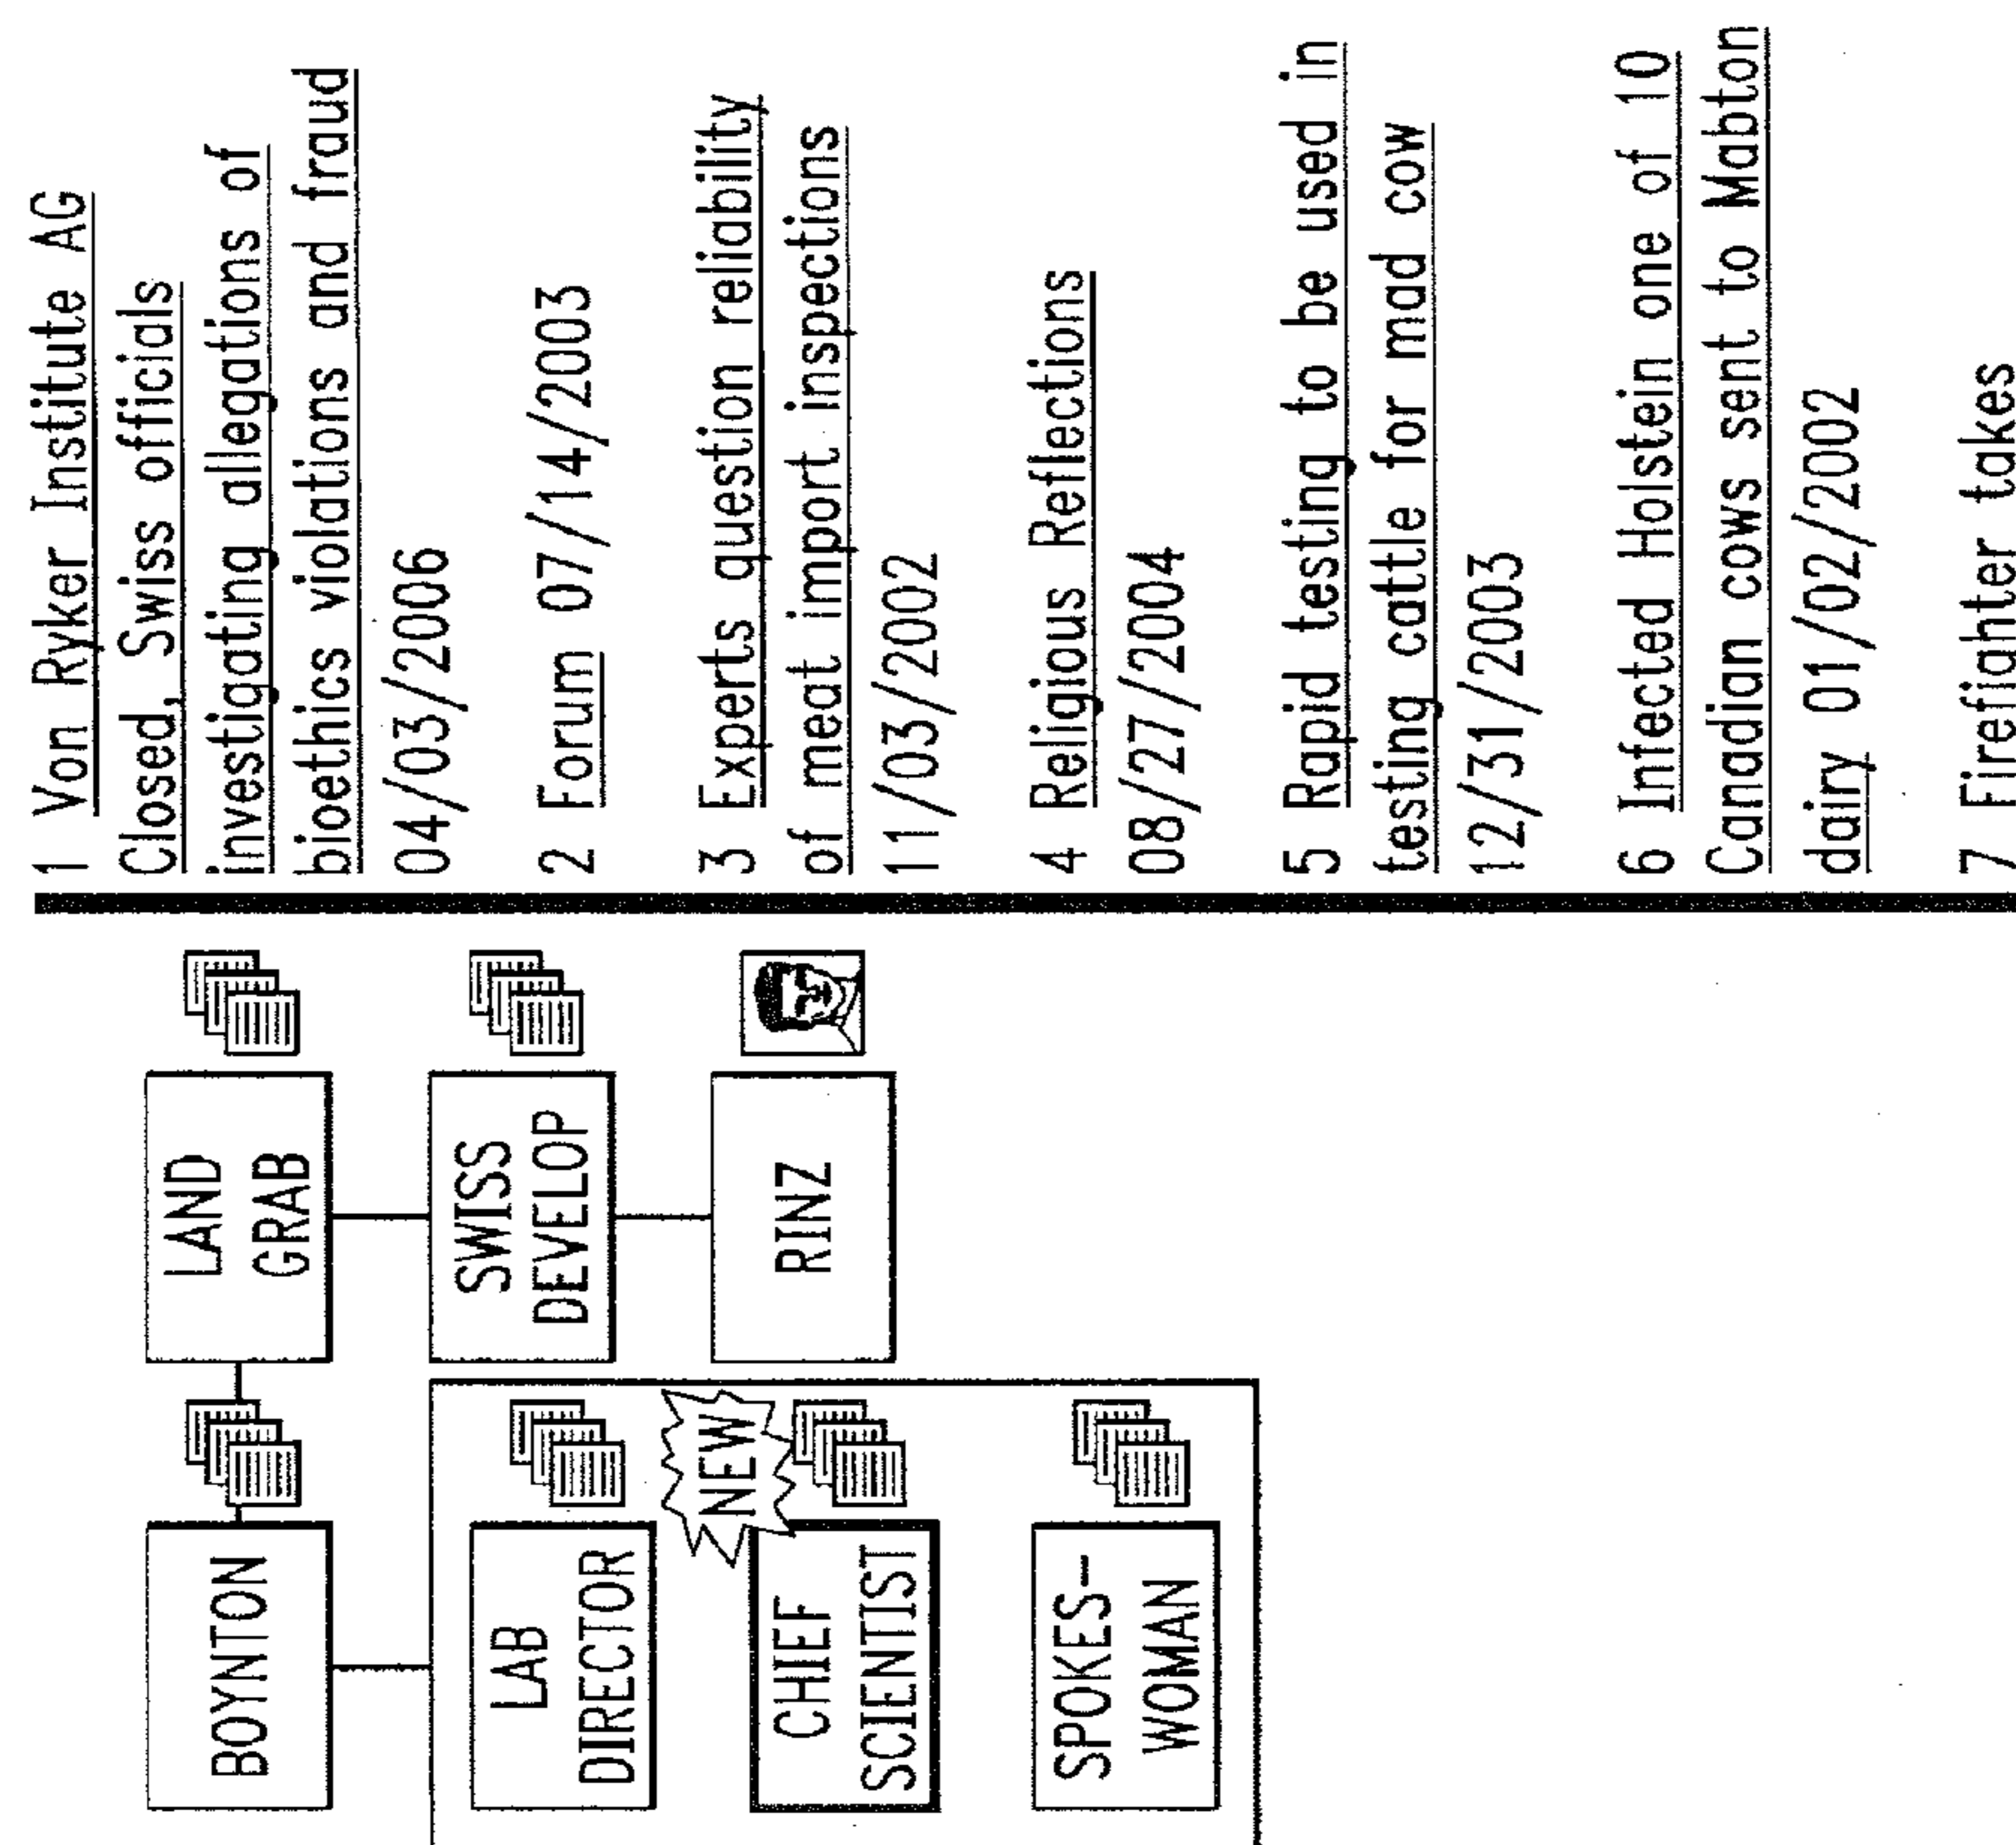 BOYNTON
LAND
GRAB
LAB
DIRECTOR
SWISS
DEVELOP
NEW
CHIEF
SCIENTIST
RINZ
SPOKES-
WOMAN
1 Von Ryker Institute AG
Closed, Swiss officials
investigating allegations of
bioethics violations and fraud
04/03/2006
2 Forum 07/14/2003
3 Experts question reliability
of meat import inspections
11/03/2002
4 Religious Reflections
08/27/2004
5 Rapid testing to be used in
testing cattle for mad cow
12/31/2003
6 Infected Holstein one of 10
Canadian cows sent to Mabton
dairy 01/02/2002
7 Firefighter takes